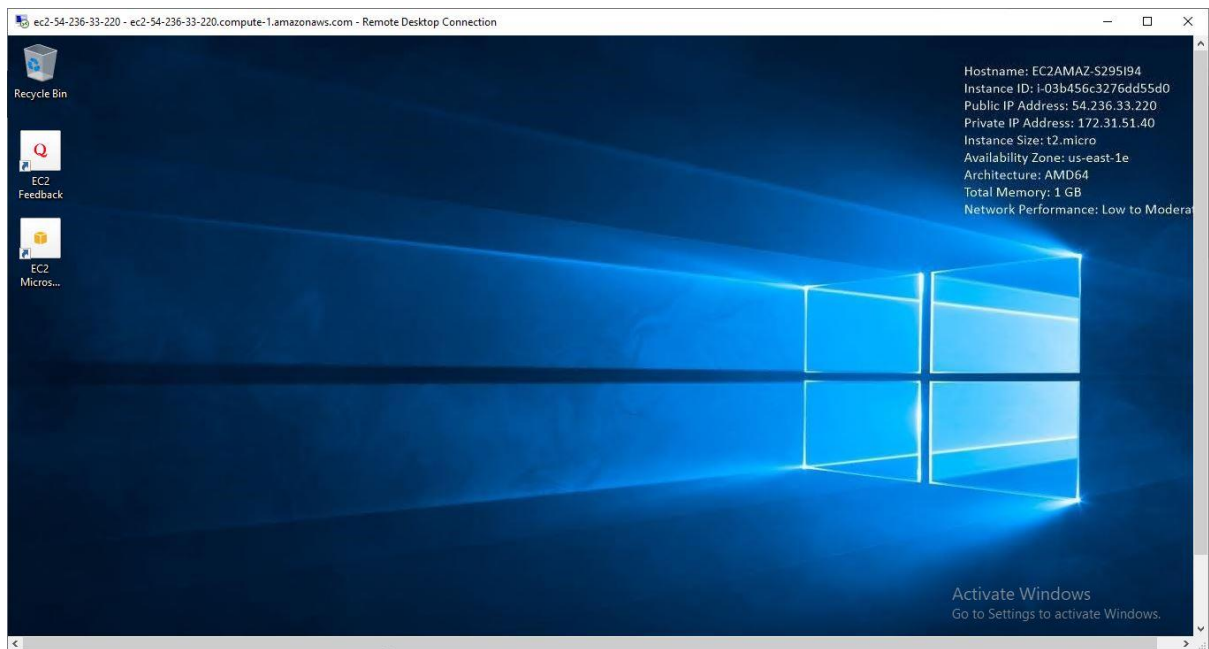 ec2-54-236-33-220 - ec2-54-236-33-220.compute-1.amazonaws.com - Remote Desktop Connection
Recycle Bin
Q
EC2
Feedback
EC2
Micros...
Hostname: EC2AMAZ-S295I94
Instance ID: i-03b456c3276dd55d0
Public IP Address: 54.236.33.220
Private IP Address: 172.31.51.40
Instance Size: t2.micro
Availability Zone: us-east-1e
Architecture: AMD64
Total Memory: 1 GB
Network Performance: Low to Moderat
Activate Windows
Go to Settings to activate Windows.